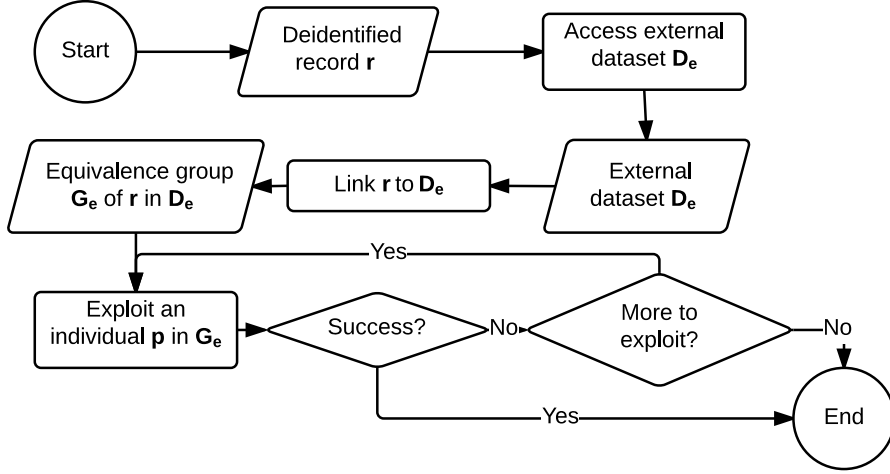 Start
Deidentified
record r
Access external
dataset De
Equivalence group
Ge of r in De
Link r to De
External
dataset De
Yes
Exploit an
individual p in Ge
Success?
No
More to
exploit?
No
Yes
End